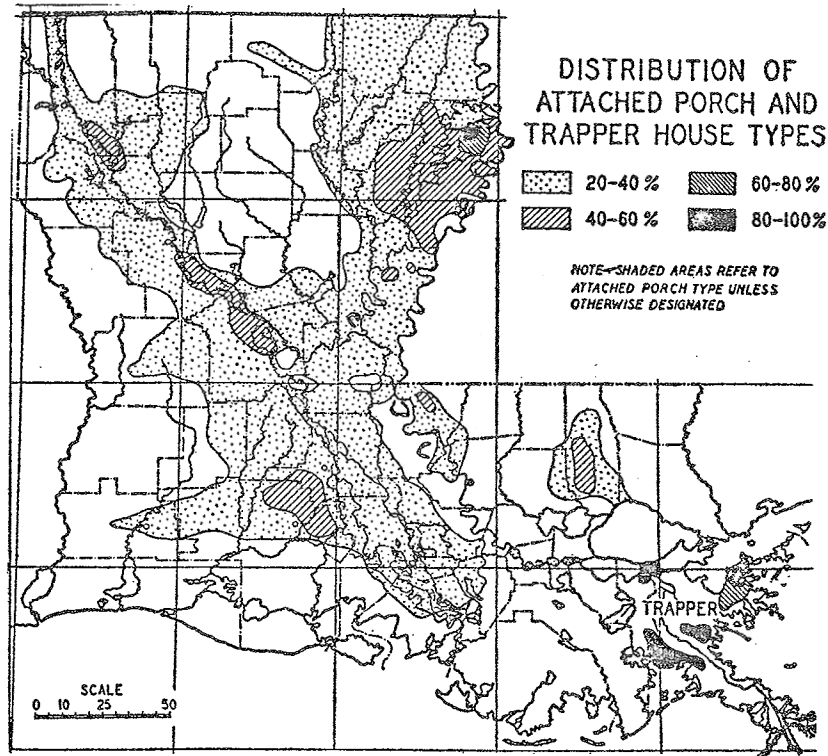 DISTRIBUTION OF
ATTACHED PORCH AND
TRAPPER HOUSE TYPES
20-40%
60-80%
40-60%
80-100%
NOTE-SHADED AREAS REFER TO
ATTACHED PORCH TYPE UNLESS
OTHERWISE DESIGNATED
TRAPPER
SCALE
0 10 25 50